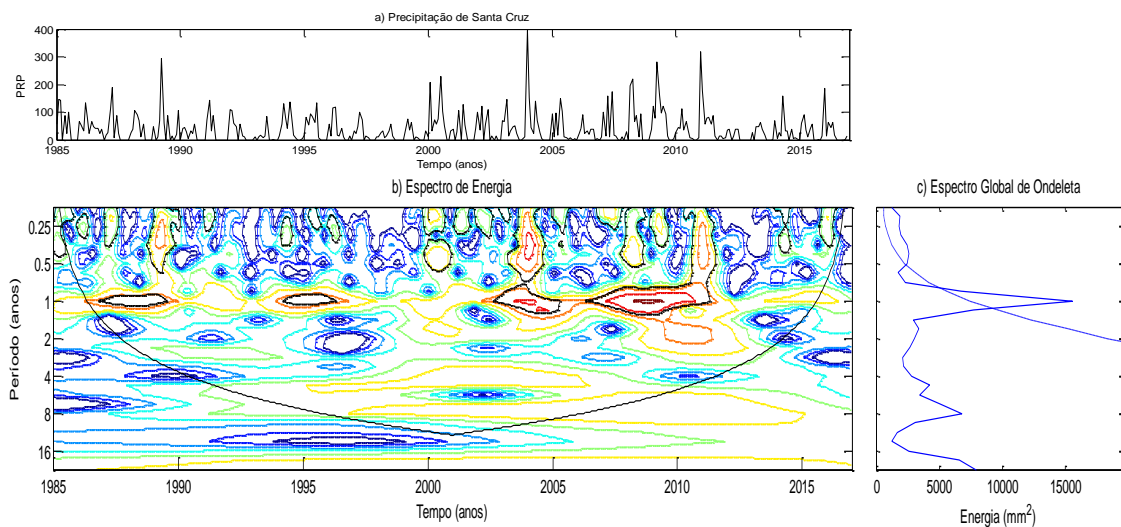 a) Precipitação de Santa Cruz
PRP
400
300
200
100
0
1985 1990 1995 2000 2005 2010 2015
Tempo (anos)
b) Espectro de Energia
Período (anos)
0.25
0.5
1
2
4
8
16
1985 1990 1995 2000 2005 2010 2015
Tempo (anos)
c) Espectro Global de Ondeleta
0 5000 10000 15000
Energia (mm²)